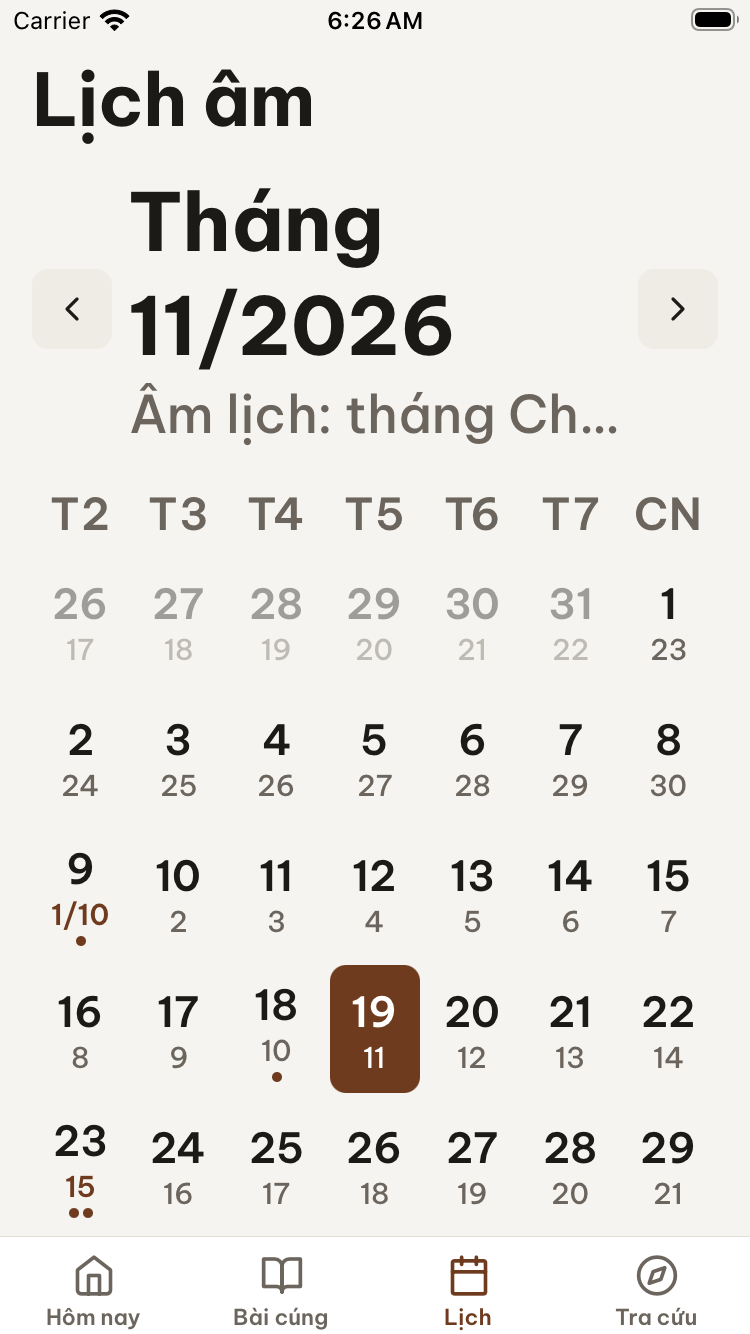 Carrier 6:26 AM
Lịch âm
Tháng
11/2026
Âm lịch: tháng Ch...
T2 T3 T4 T5 T6 T7 CN
26 27 28 29 30 31 1
17 18 19 20 21 22 23
2 3 4 5 6 7 8
24 25 26 27 28 29 30
9 10 11 12 13 14 15
1/10 2 3 4 5 6 7
16 17 18 19 20 21 22
8 9 10 11 12 13 14
23 24 25 26 27 28 29
15 16 17 18 19 20 21
Hôm nay Bài cúng Lịch Tra cứu